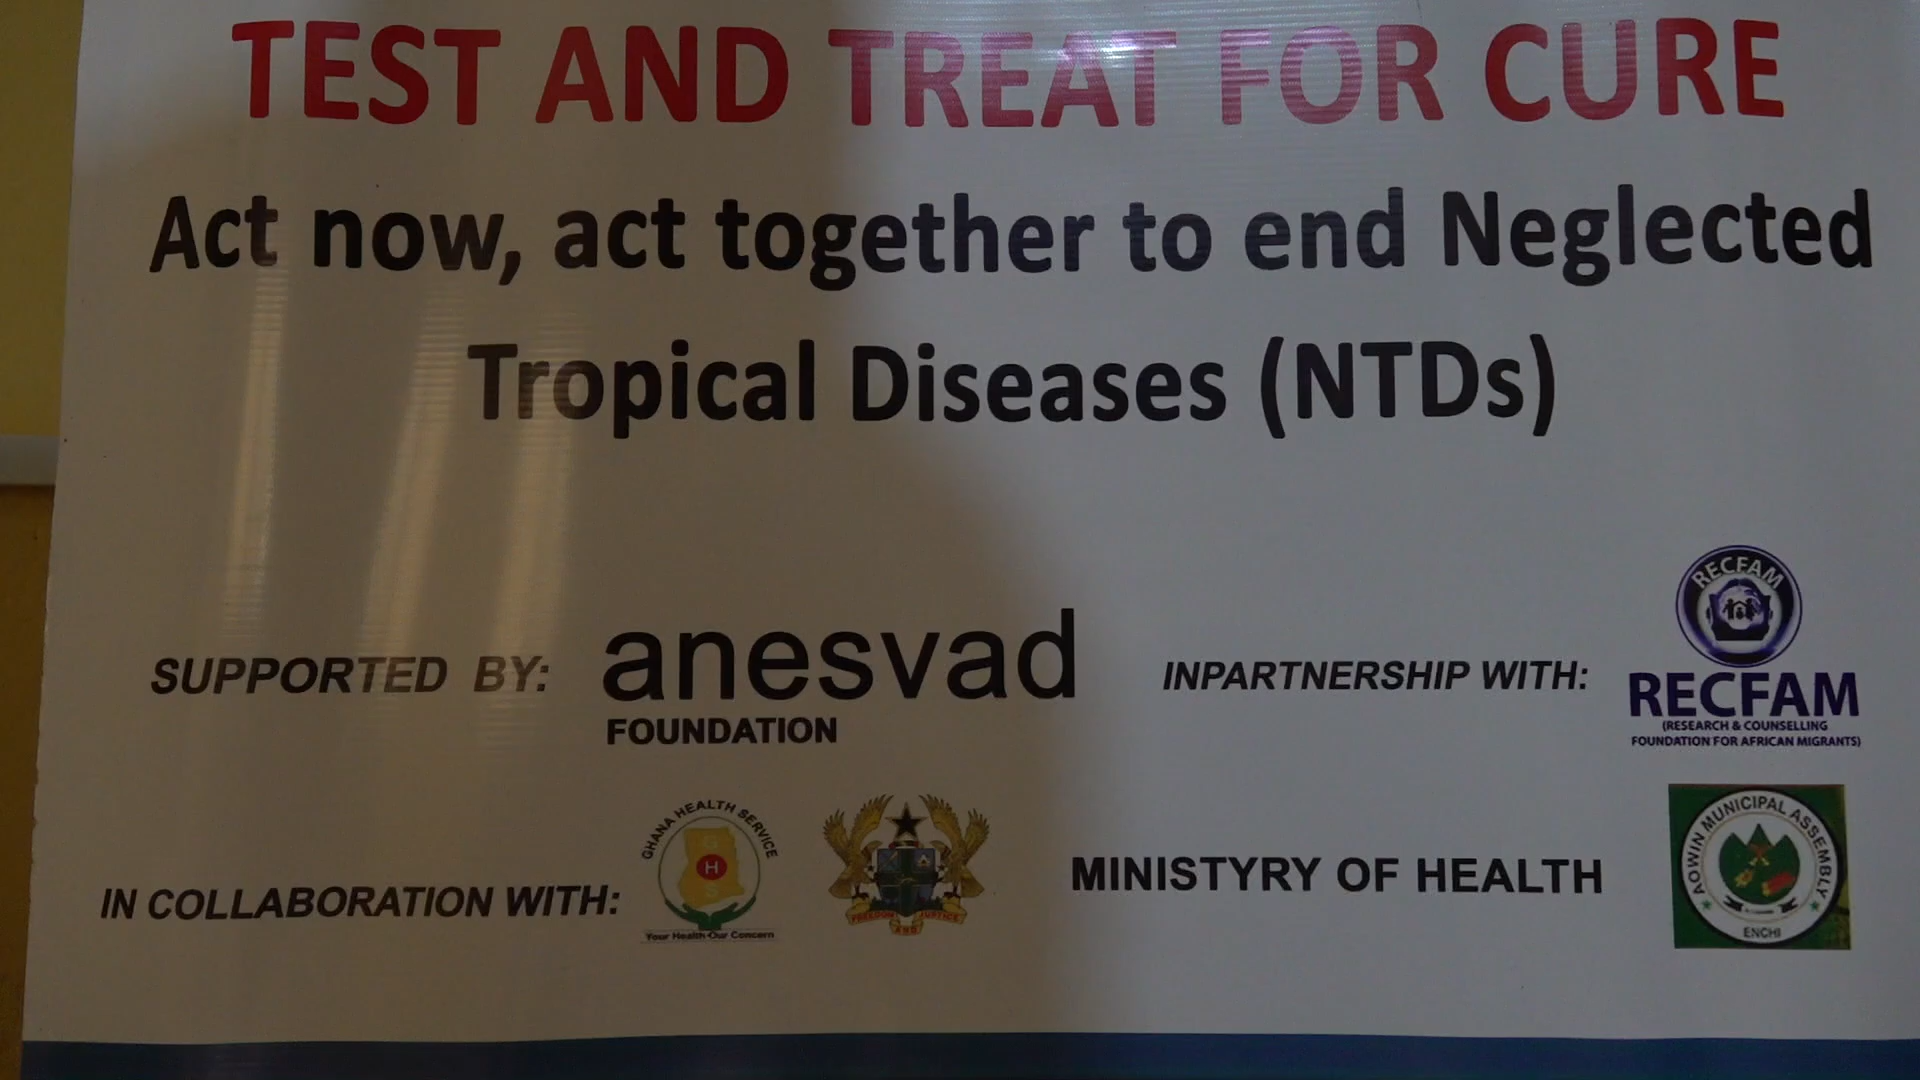 TEST AND TREAT FOR CURE
Act now, act together to end Neglected
Tropical Diseases (NTDs)
SUPPORTED BY:
anesvad
FOUNDATION
INPARTNERSHIP WITH:
RECFAM
RECFAM
(RESEARCH & COUNSELLING
FOUNDATION FOR AFRICAN MIGRANTS)
IN COLLABORATION WITH:
GHANA HEALTH SERVICE
G
H
S
Your Health-Our Concern
FREEDOM AND JUSTICE
MINISTYRY OF HEALTH
AOWIN MUNICIPAL ASSEMBLY
ENCHI